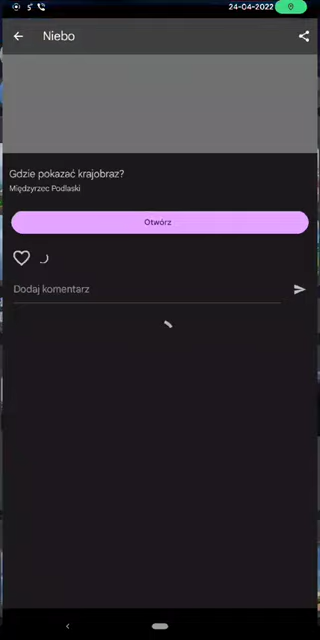 24-04-2022
Niebo
Gdzie pokazać krajobraz?
Międzyrzec Podlaski
Otwórz
Dodaj komentarz